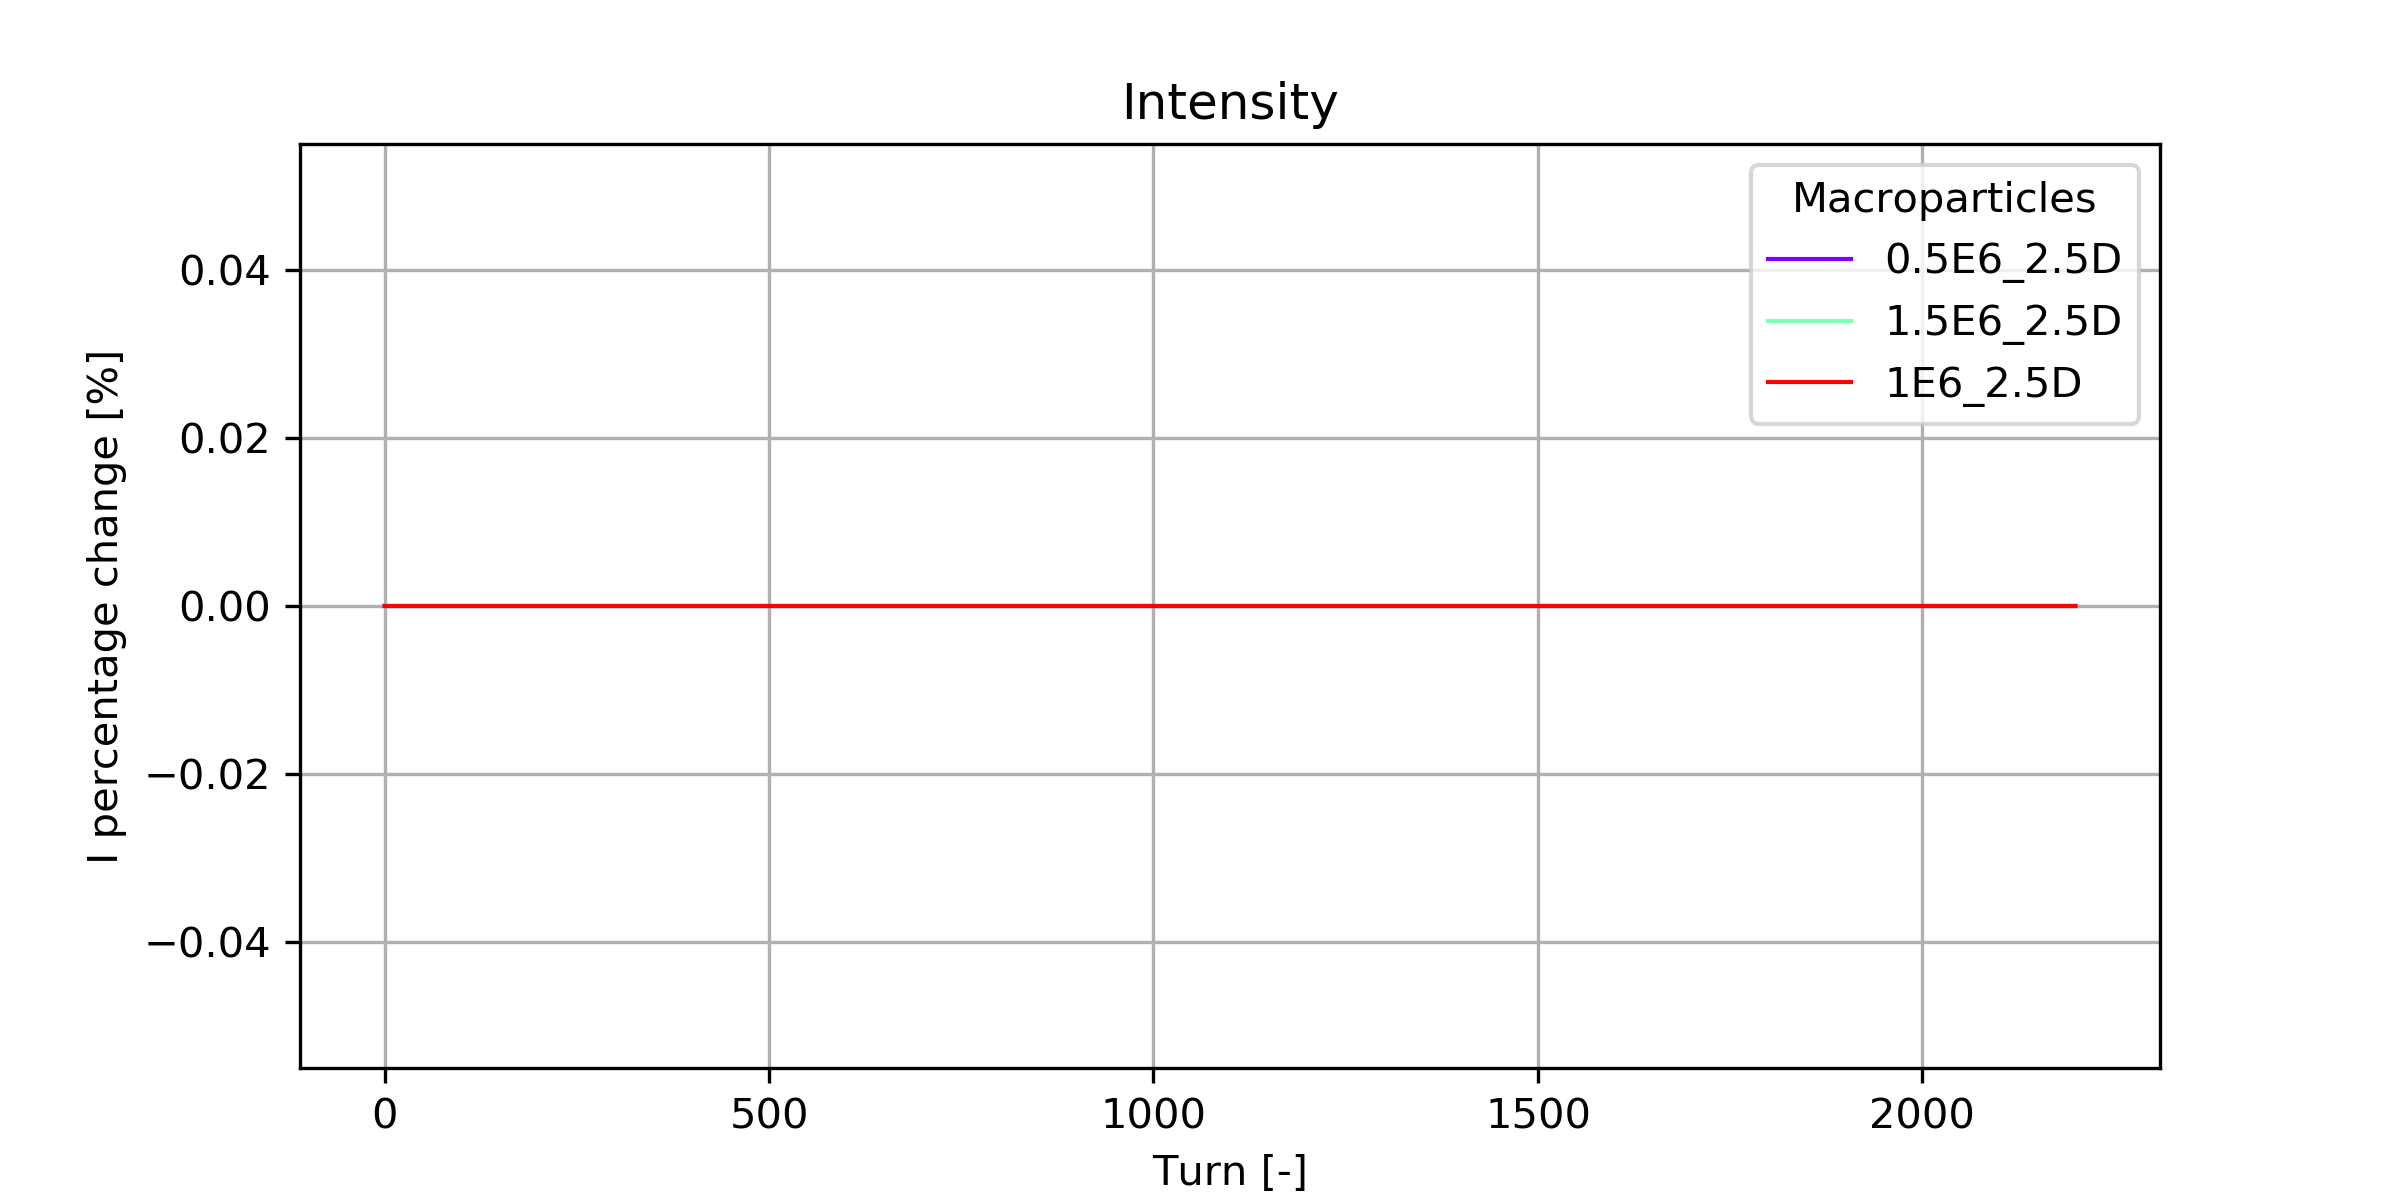 Intensity
I percentage change [%]
0.04
0.02
0.00
−0.02
−0.04
Macroparticles
0.5E6_2.5D
1.5E6_2.5D
1E6_2.5D
0 500 1000 1500 2000
Turn [-]